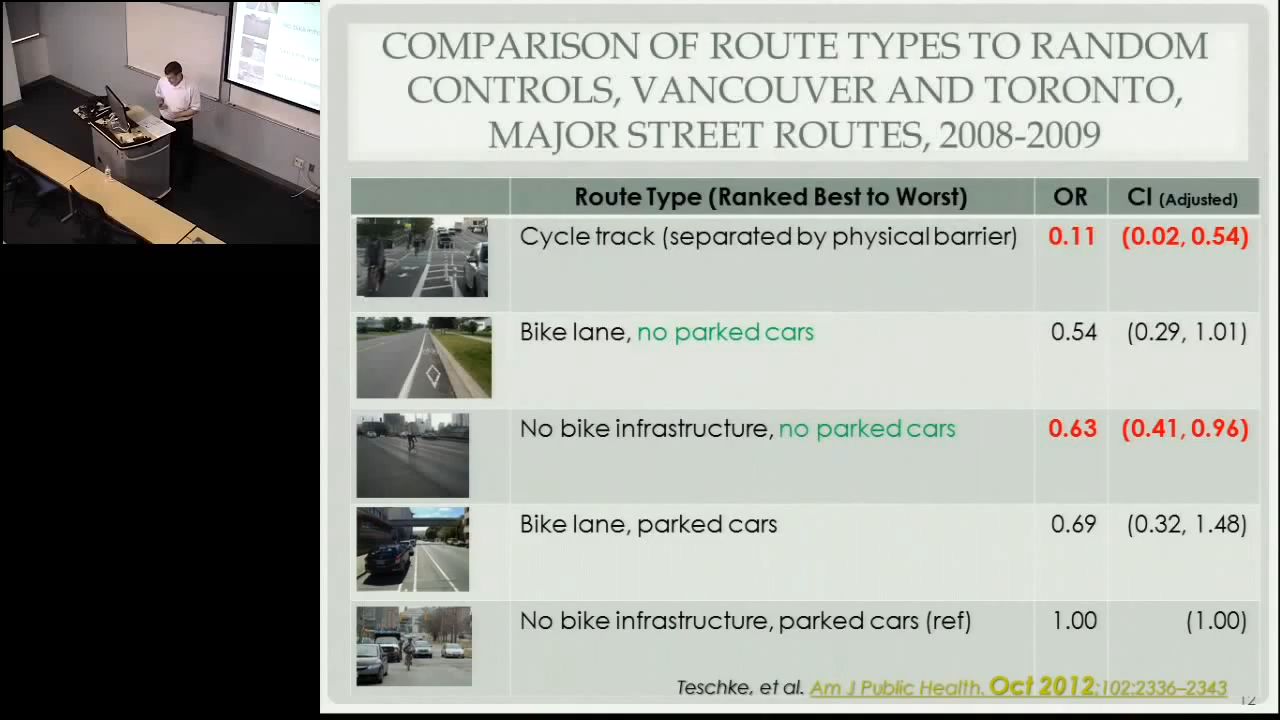 COMPARISON OF ROUTE TYPES TO RANDOM
CONTROLS, VANCOUVER AND TORONTO,
MAJOR STREET ROUTES, 2008-2009
Route Type (Ranked Best to Worst) OR CI (Adjusted)
Cycle track (separated by physical barrier) 0.11 (0.02, 0.54)
Bike lane, no parked cars 0.54 (0.29, 1.01)
No bike infrastructure, no parked cars 0.63 (0.41, 0.96)
Bike lane, parked cars 0.69 (0.32, 1.48)
No bike infrastructure, parked cars (ref) 1.00 (1.00)
Teschke, et al. Am J Public Health. Oct 2012;102:2336–2343
12